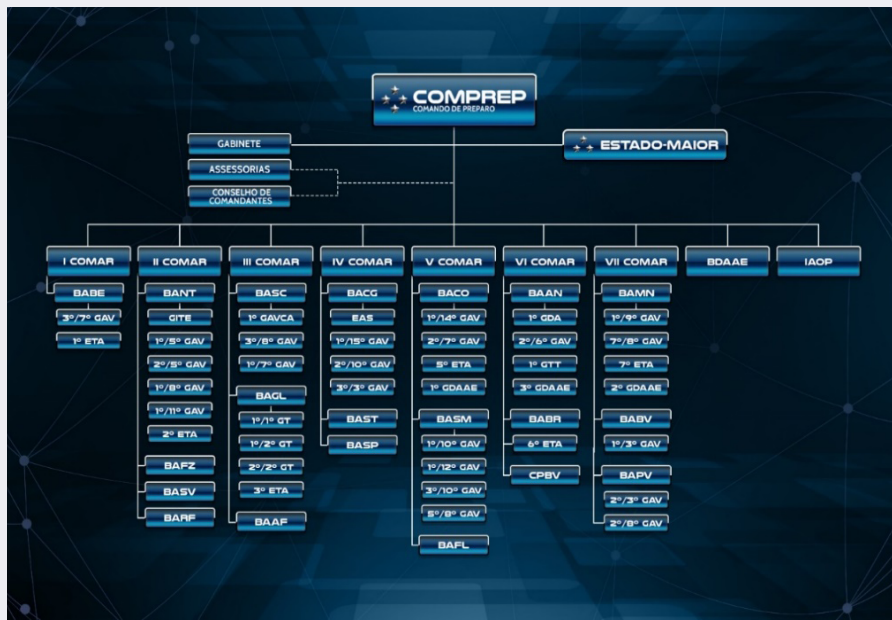 COMPREP
COMANDO DE PREPARO
GABINETE
ESTADO-MAIOR
ASSESSORIAS
CONSELHO DE
COMANDANTES
I COMAR
II COMAR
III COMAR
IV COMAR
V COMAR
VI COMAR
VII COMAR
BDAAE
IAOP
BABE
3º/7º GAV
1º ETA
BANT
GITE
1º/5º GAV
2º/5º GAV
1º/8º GAV
1º/11º GAV
2º ETA
BAFZ
BASV
BARF
BASC
1º GAVCA
3º/8º GAV
1º/7º GAV
BAGL
1º/1º GT
1º/2º GT
2º/2º GT
3º ETA
BAAF
BACG
EAS
1º/15º GAV
2º/10º GAV
3º/3º GAV
BAST
BASP
BACO
1º/14º GAV
2º/7º GAV
5º ETA
1º GDAAE
BASM
1º/10º GAV
1º/12º GAV
3º/10º GAV
5º/8º GAV
BAFL
BAAN
1º GDA
2º/6º GAV
1º GTT
3º GDAAE
BABR
6º ETA
CPBV
BAMN
1º/9º GAV
7º/8º GAV
7º ETA
2º GDAAE
BABV
1º/3º GAV
BAPV
2º/3º GAV
2º/8º GAV